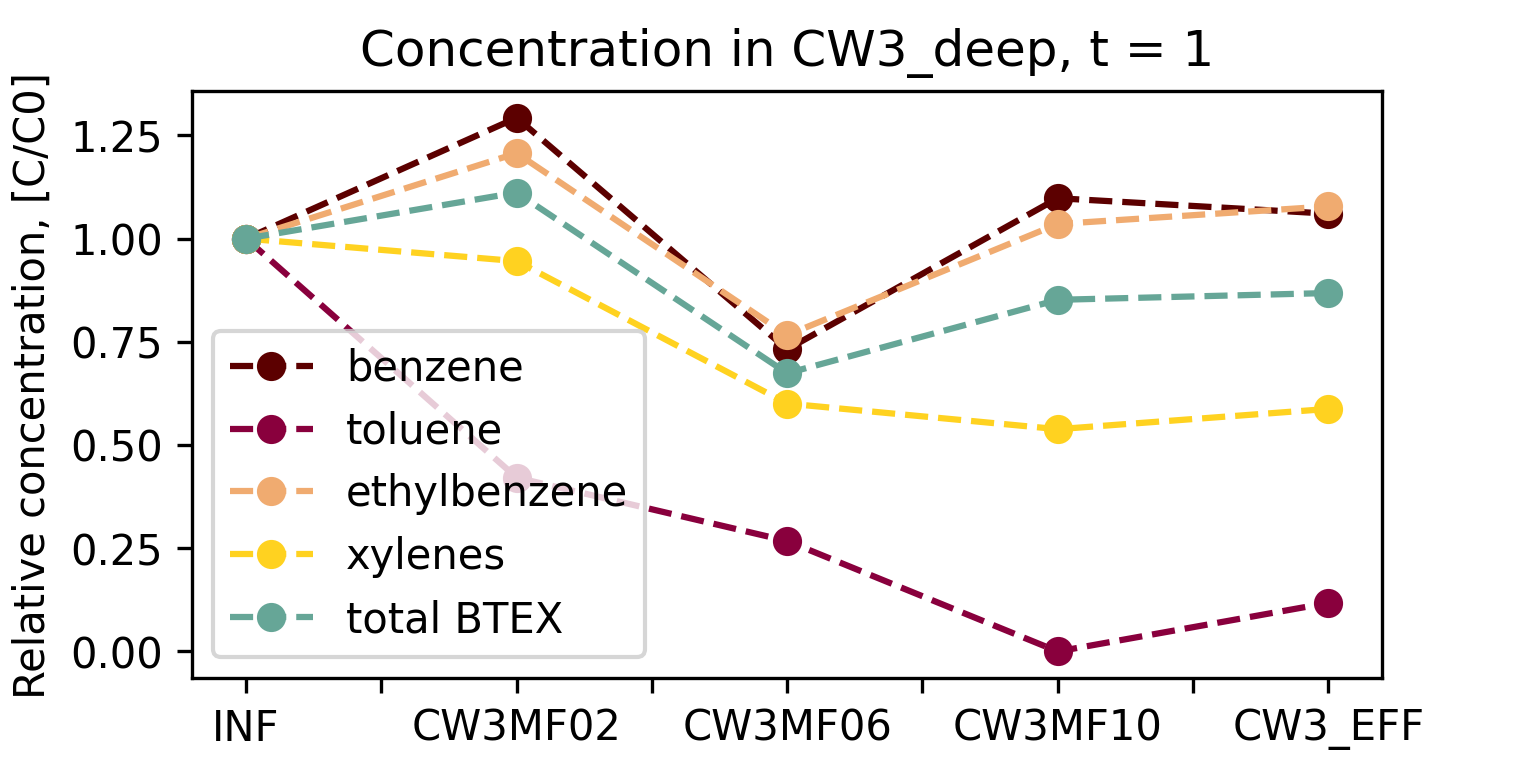 Concentration in CW3_deep, t = 1
Relative concentration, [C/C0]
1.25
1.00
0.75
0.50
0.25
0.00
benzene
toluene
ethylbenzene
xylenes
total BTEX
INF CW3MF02 CW3MF06 CW3MF10 CW3_EFF